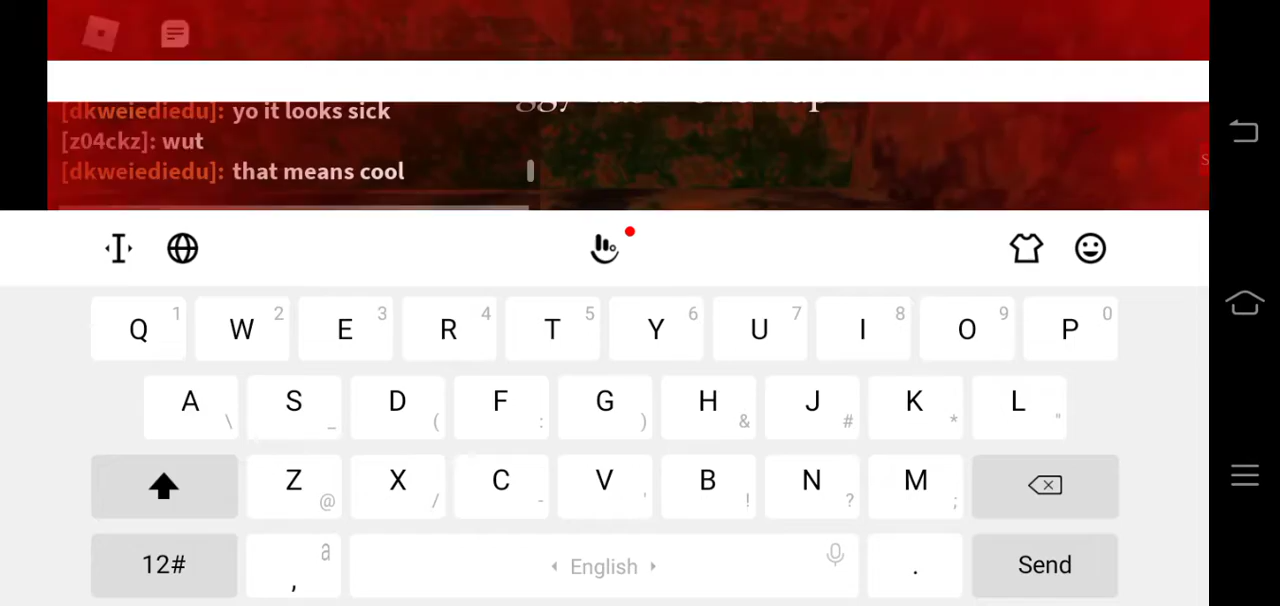 [dkweiediedu]: yo it looks sick
[z04ckz]: wut
[dkweiediedu]: that means cool
Q 1 W 2 E 3 R 4 T 5 Y 6 U 7 I 8 O 9 P 0
A \ S _ D ( F : G ) H & J # K * L "
Z @ X / C - V ' B ! N ? M ;
12# , a English . Send